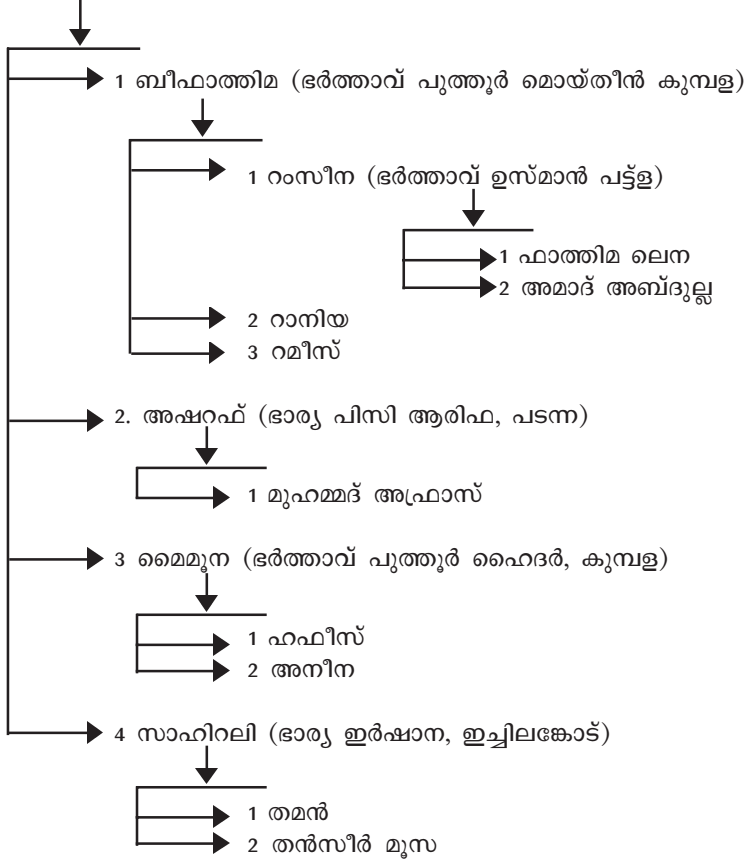 1 ബീഫാത്തിമ (ഭർത്താവ് പുത്തൂർ മൊയ്തീൻ കുമ്പള)
1 റംസീന (ഭർത്താവ് ഉസ്മാൻ പട്ട്ള)
1 ഫാത്തിമ ലെന
2 അമാദ് അബ്ദുല്ല
2 റാനിയ
3 റമീസ്
2. അഷറഫ് (ഭാര്യ പിസി ആരിഫ, പടന്ന)
1 മുഹമ്മദ് അഫ്രാസ്
3 മൈമൂന (ഭർത്താവ് പുത്തൂർ ഹൈദർ, കുമ്പള)
1 ഹഫീസ്
2 അനീന
4 സാഹിറലി (ഭാര്യ ഇർഷാന, ഇച്ചിലങ്കോട്)
1 തമൻ
2 തൻസീർ മൂസ